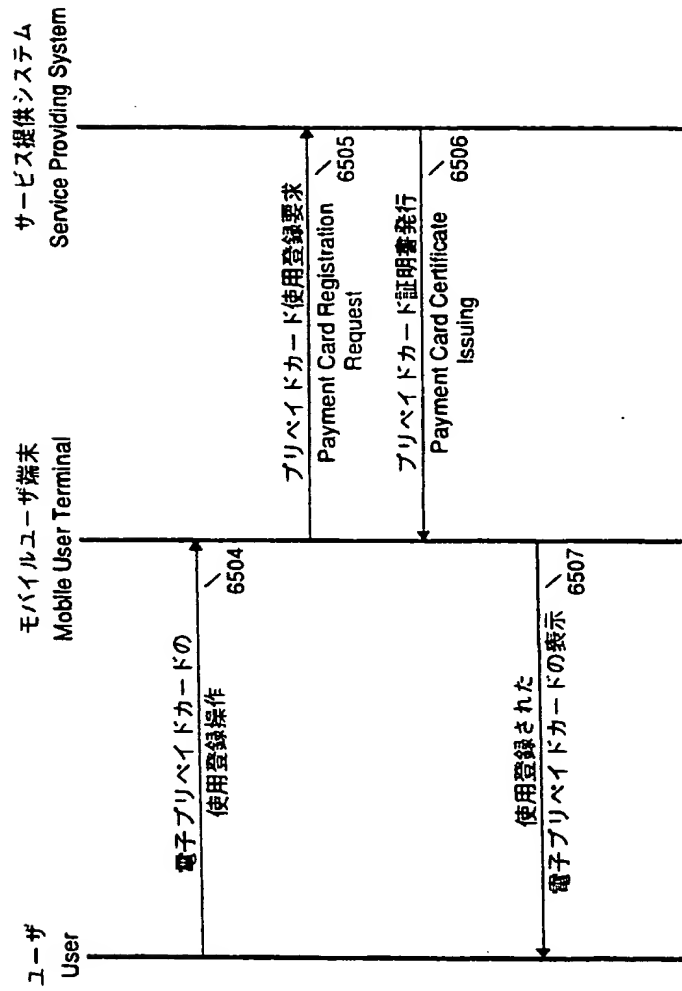 ユーザ
User
モバイルユーザ端末
Mobile User Terminal
サービス提供システム
Service Providing System
電子プリペイドカードの
使用登録操作
6504
プリペイドカード使用登録要求
Payment Card Registration
Request
6505
プリペイドカード証明書発行
Payment Card Certificate
Issuing
6506
使用登録された
電子プリペイドカードの表示
6507